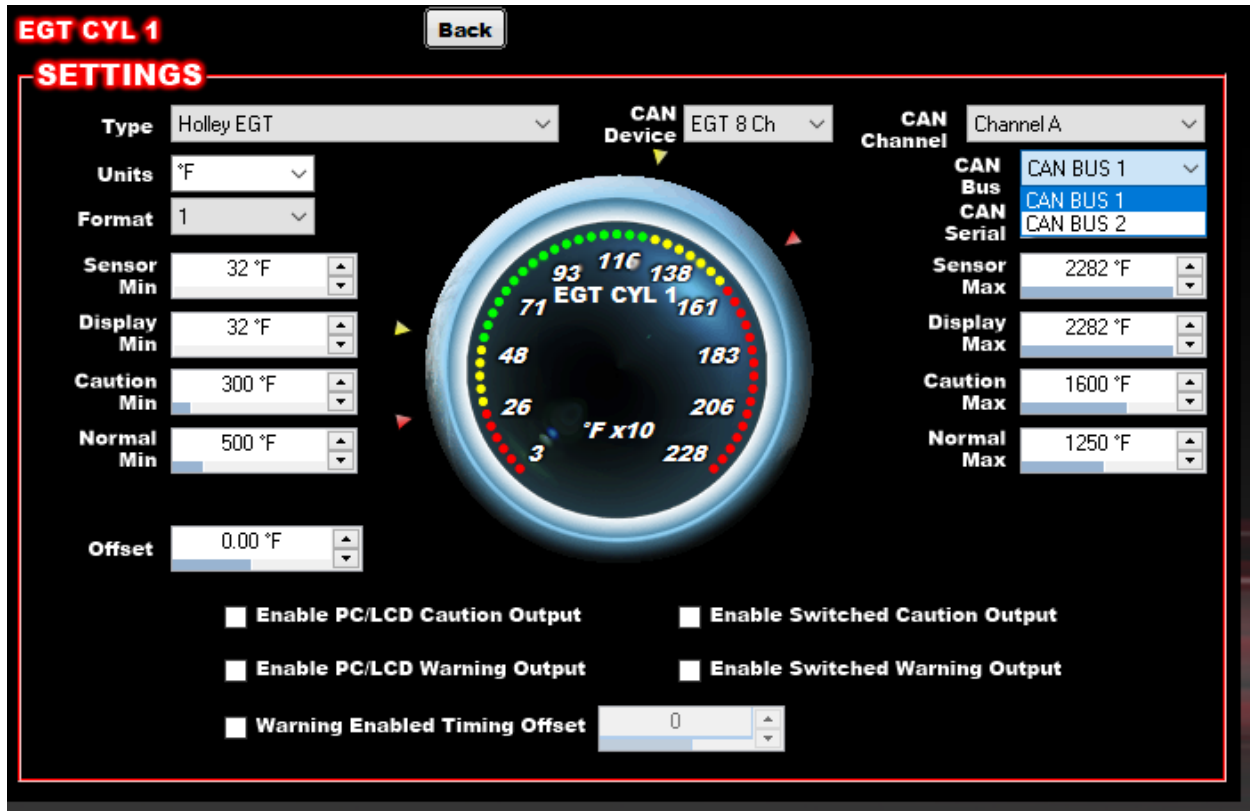 EGT CYL 1
Back
SETTINGS
Type
Holley EGT
CAN
Device
EGT 8 Ch
CAN
Channel
Channel A
Units
°F
CAN
Bus
CAN BUS 1
CAN BUS 1
CAN BUS 2
Format
1
CAN
Serial
Sensor
Min
32 °F
Sensor
Max
2282 °F
Display
Min
32 °F
Display
Max
2282 °F
Caution
Min
300 °F
Caution
Max
1600 °F
Normal
Min
500 °F
Normal
Max
1250 °F
3
26
48
71
93
116
138
161
183
206
228
EGT CYL 1
°F x10
Offset
0.00 °F
Enable PC/LCD Caution Output
Enable Switched Caution Output
Enable PC/LCD Warning Output
Enable Switched Warning Output
Warning Enabled Timing Offset
0